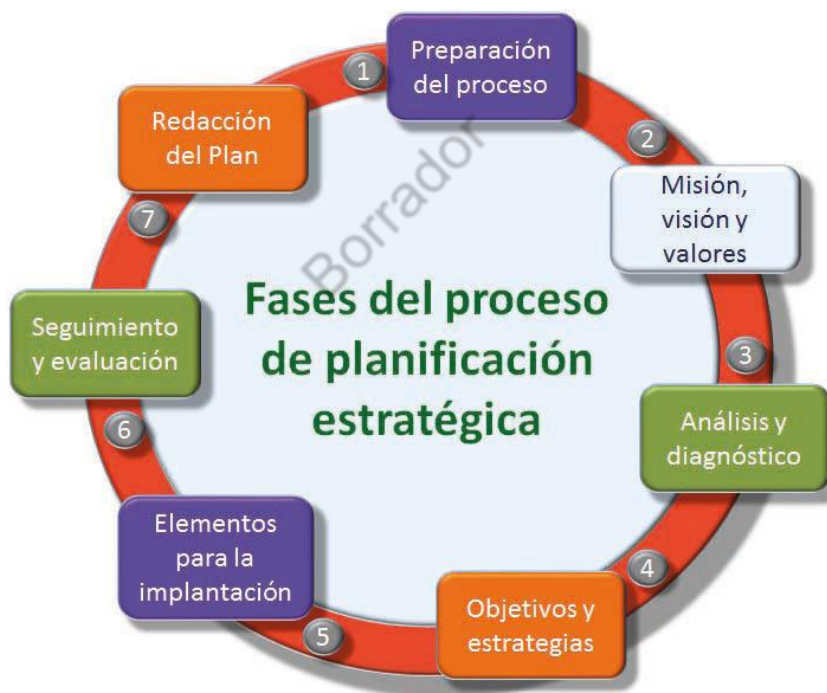 1
Preparación
del proceso
2
Misión,
visión y
valores
3
Análisis y
diagnóstico
4
Objetivos y
estrategias
5
Elementos
para la
implantación
6
Seguimiento
y evaluación
7
Redacción
del Plan
Borrador
Fases del proceso
de planificación
estratégica